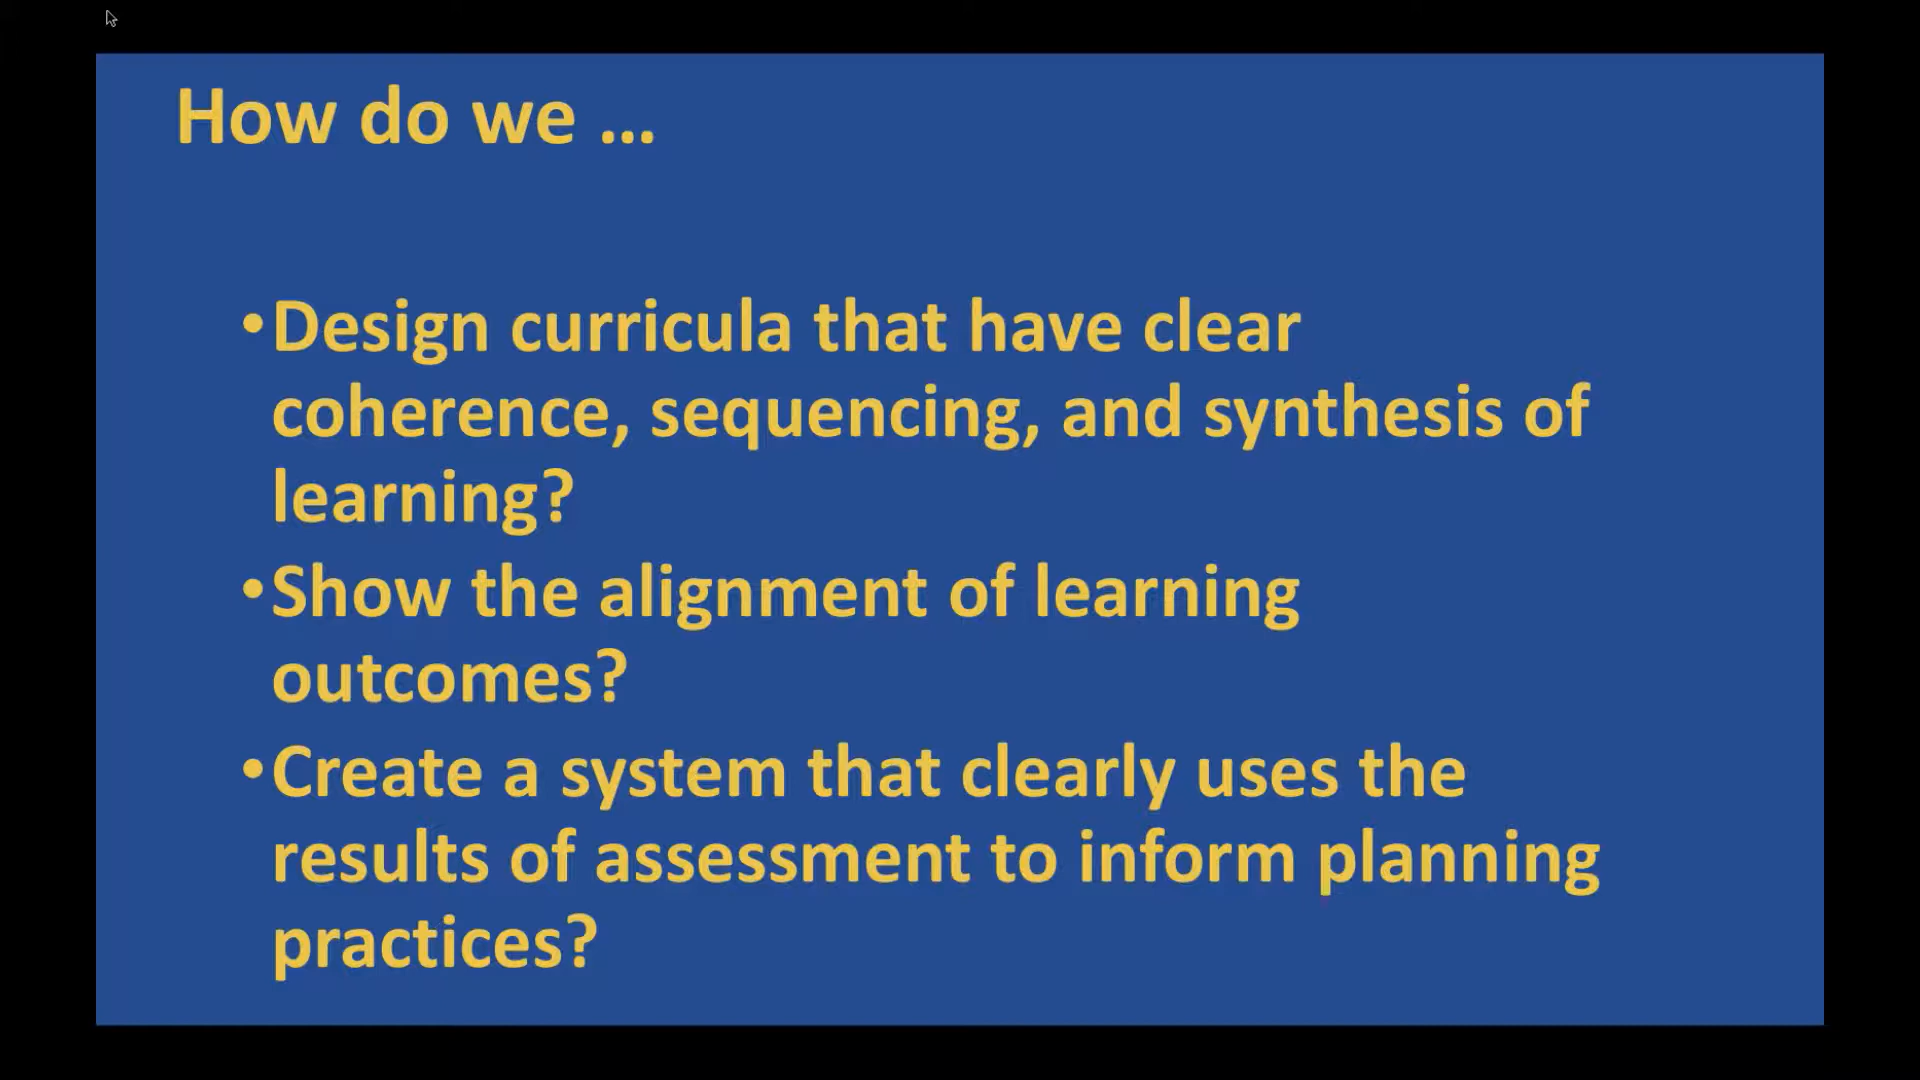 How do we ...
•Design curricula that have clear
coherence, sequencing, and synthesis of
learning?
•Show the alignment of learning
outcomes?
•Create a system that clearly uses the
results of assessment to inform planning
practices?